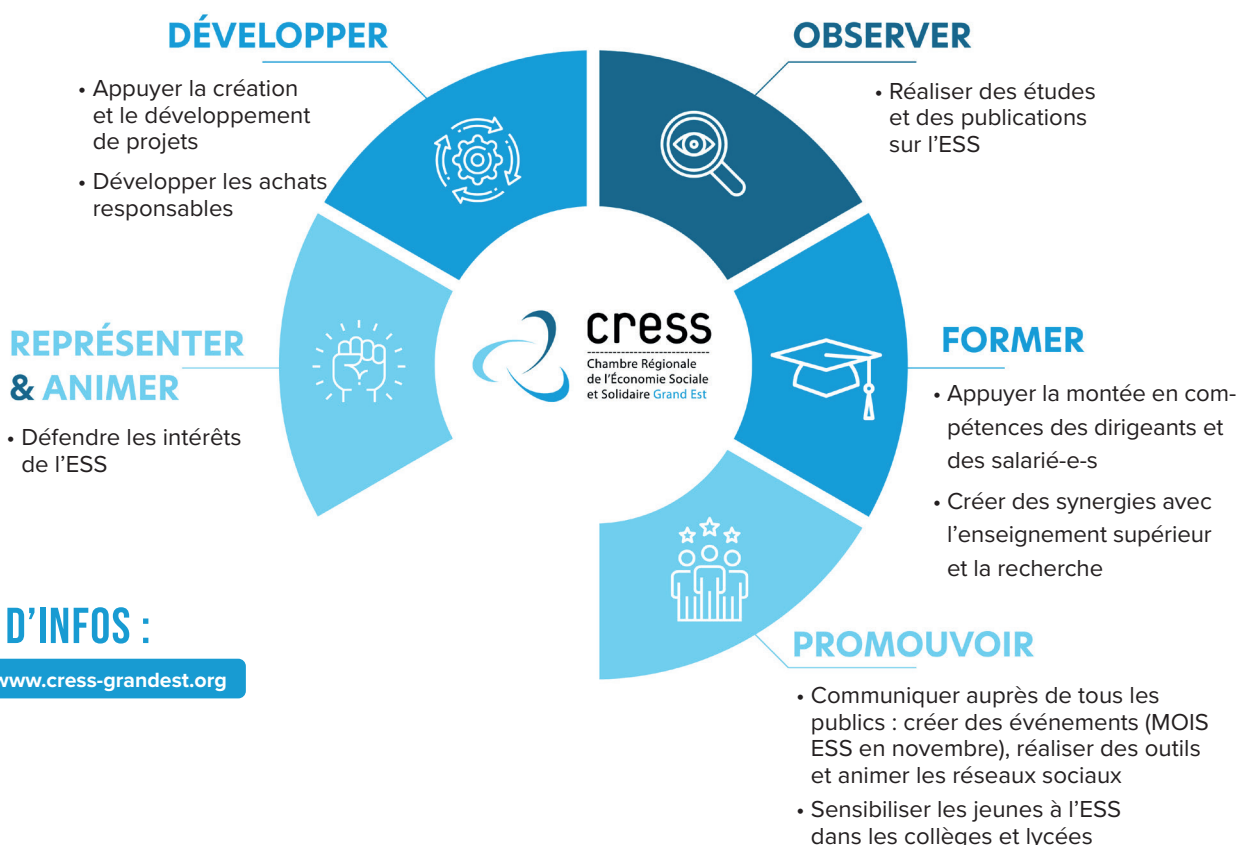 DÉVELOPPER
• Appuyer la création
et le développement
de projets
• Développer les achats
responsables
OBSERVER
• Réaliser des études
et des publications
sur l'ESS
REPRÉSENTER
& ANIMER
• Défendre les intérêts
de l'ESS
cress
Chambre Régionale
de l'Économie Sociale
et Solidaire Grand Est
FORMER
• Appuyer la montée en com-
pétences des dirigeants et
des salarié-e-s
• Créer des synergies avec
l'enseignement supérieur
et la recherche
D'INFOS :
www.cress-grandest.org
PROMOUVOIR
• Communiquer auprès de tous les
publics : créer des événements (MOIS
ESS en novembre), réaliser des outils
et animer les réseaux sociaux
• Sensibiliser les jeunes à l'ESS
dans les collèges et lycées